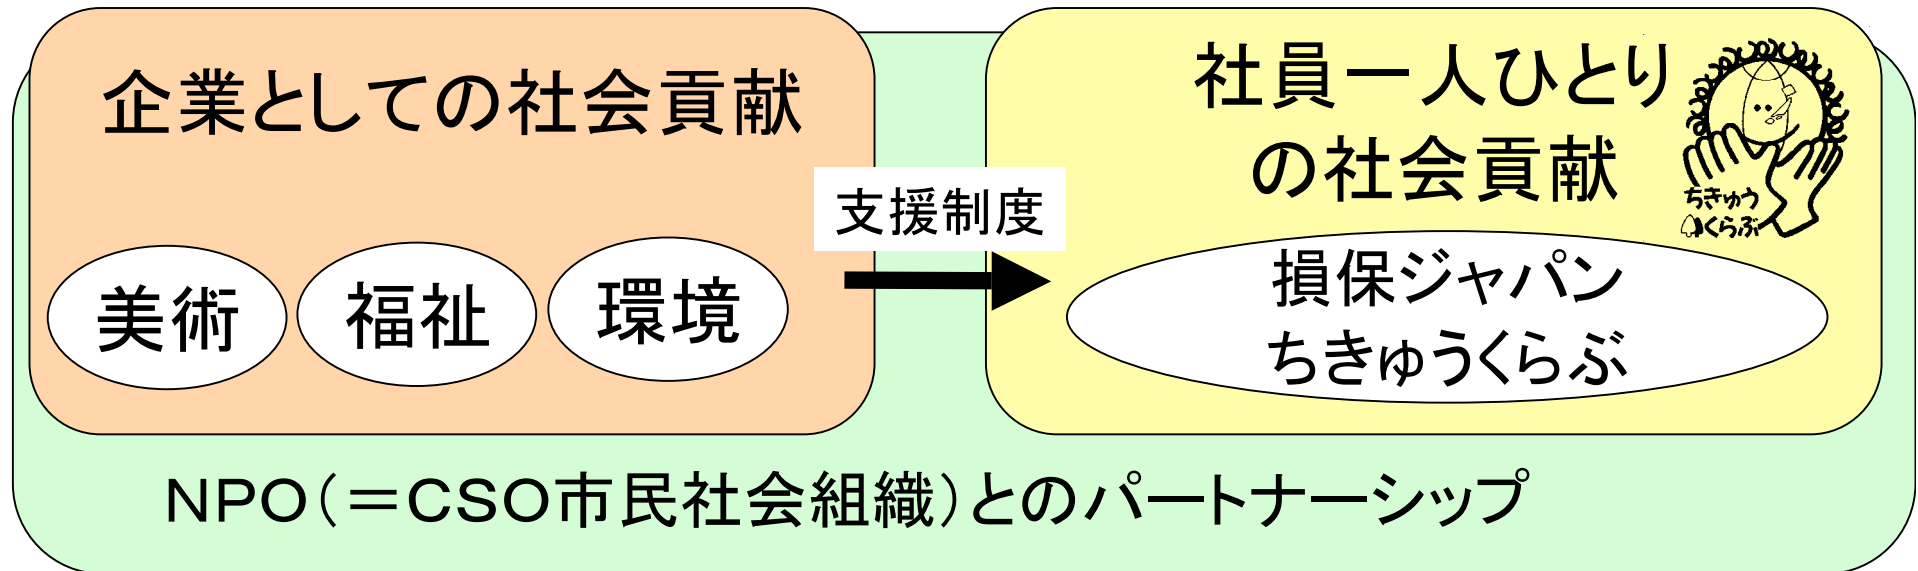 企業としての社会貢献
美術
福祉
環境
支援制度
社員一人ひとり
の社会貢献
ちきゅう
くらぶ
損保ジャパン
ちきゅうくらぶ
NPO(=CSO市民社会組織)とのパートナーシップ